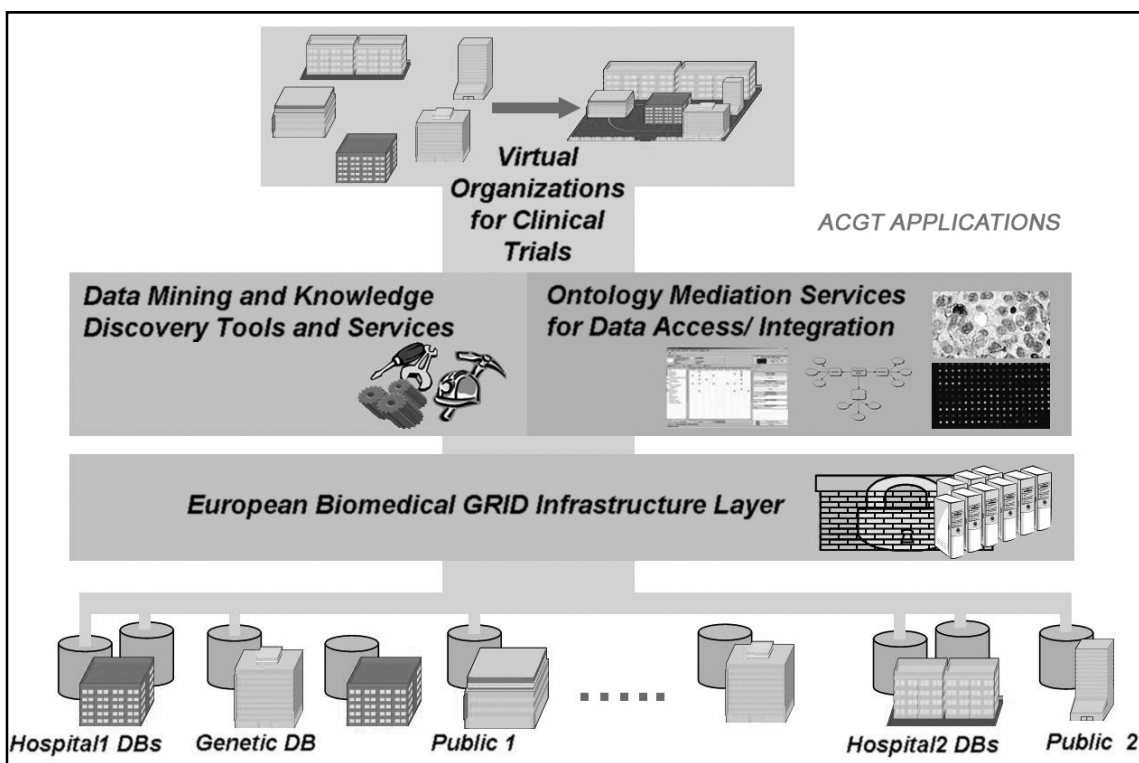 Virtual
Organizations
for Clinical
Trials
ACGT APPLICATIONS
Data Mining and Knowledge
Discovery Tools and Services
Ontology Mediation Services
for Data Access/ Integration
European Biomedical GRID Infrastructure Layer
Hospital1 DBs
Genetic DB
Public 1
Hospital2 DBs
Public 2